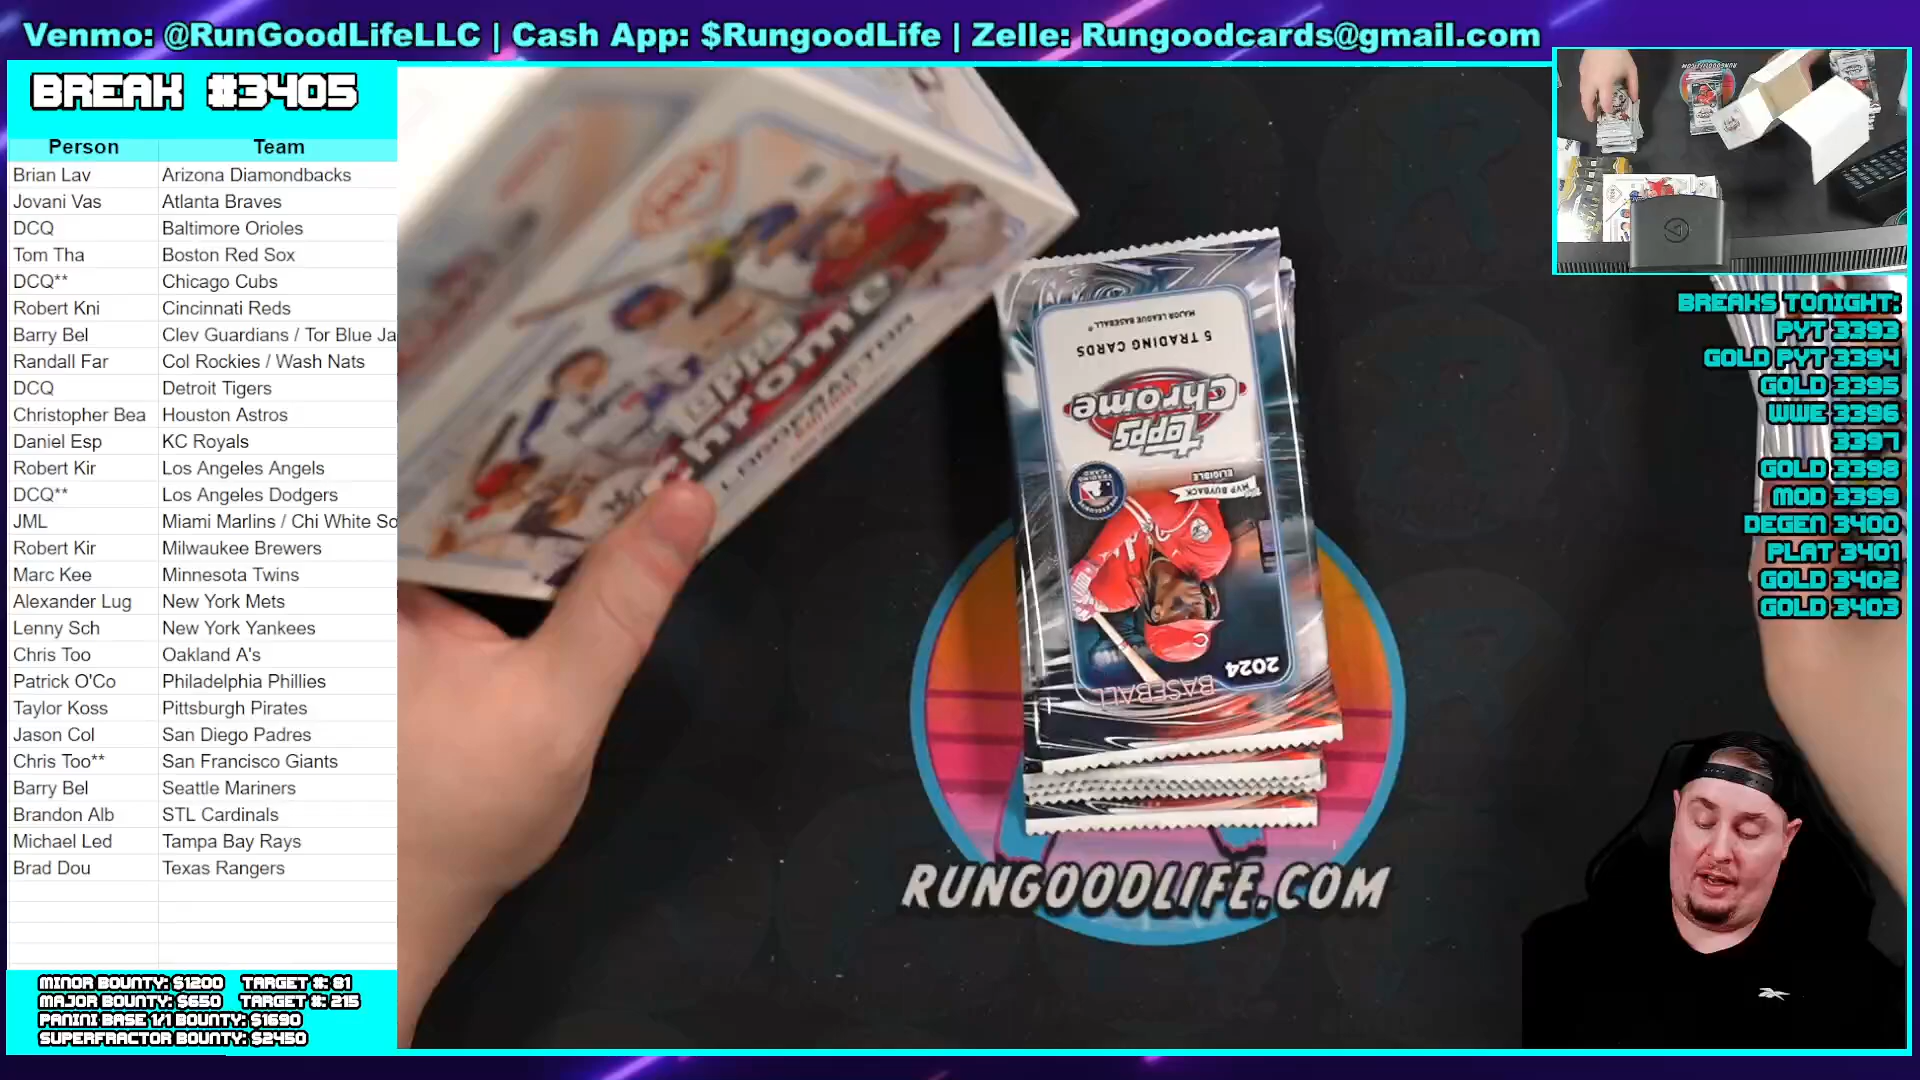 Venmo: @RunGoodLifeLLC | Cash App: $RungoodLife | Zelle: Rungoodcards@gmail.com
BREAK #3405
Person Team
Brian Lav Arizona Diamondbacks
Jovani Vas Atlanta Braves
DCQ Baltimore Orioles
Tom Tha Boston Red Sox
DCQ** Chicago Cubs
Robert Kni Cincinnati Reds
Barry Bel Clev Guardians / Tor Blue Ja
Randall Far Col Rockies / Wash Nats
DCQ Detroit Tigers
Christopher Bea Houston Astros
Daniel Esp KC Royals
Robert Kir Los Angeles Angels
DCQ** Los Angeles Dodgers
JML Miami Marlins / Chi White So
Robert Kir Milwaukee Brewers
Marc Kee Minnesota Twins
Alexander Lug New York Mets
Lenny Sch New York Yankees
Chris Too Oakland A's
Patrick O'Co Philadelphia Phillies
Taylor Koss Pittsburgh Pirates
Jason Col San Diego Padres
Chris Too** San Francisco Giants
Barry Bel Seattle Mariners
Brandon Alb STL Cardinals
Michael Led Tampa Bay Rays
Brad Dou Texas Rangers
MINOR BOUNTY: $1200 TARGET #: 81
MAJOR BOUNTY: $650 TARGET #: 215
PANINI BASE 1/1 BOUNTY: $1690
SUPERFRACTOR BOUNTY: $2450
Topps
Chrome
LOGOFRACTOR
MAJOR LEAGUE BASEBALL®
5 TRADING CARDS
Topps
Chrome
MVP BUYBACK
ELIGIBLE
2024
BASEBALL
RUNGOODLIFE.COM
BREAKS TONIGHT:
PYT 3393
GOLD PYT 3394
GOLD 3395
WWE 3396
3397
GOLD 3398
MOD 3399
DEGEN 3400
PLAT 3401
GOLD 3402
GOLD 3403